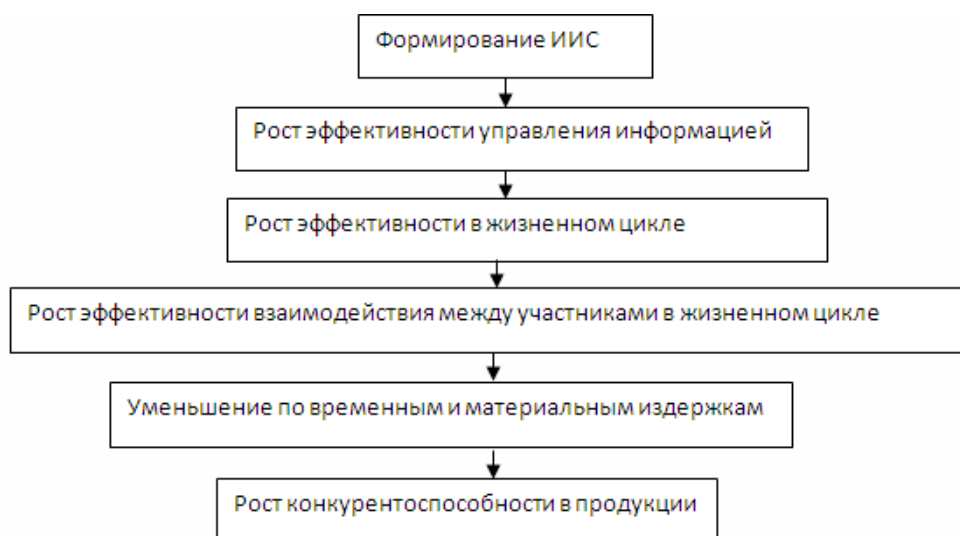 Формирование ИИС
Рост эффективности управления информацией
Рост эффективности в жизненном цикле
Рост эффективности взаимодействия между участниками в жизненном цикле
Уменьшение по временным и материальным издержкам
Рост конкурентоспособности в продукции